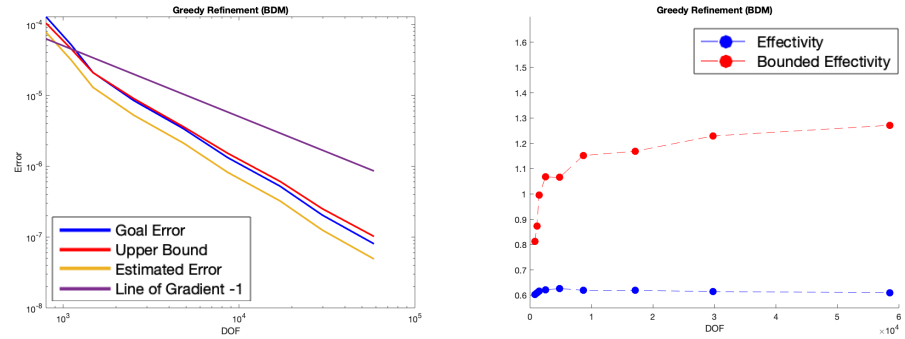 Greedy Refinement (BDM)
10^-4
10^-5
10^-6
10^-7
10^-8
Error
10^3
10^4
10^5
DOF
Goal Error
Upper Bound
Estimated Error
Line of Gradient -1
Greedy Refinement (BDM)
1.6
1.5
1.4
1.3
1.2
1.1
1
0.9
0.8
0.7
0.6
0
1
2
3
4
5
6
×10^4
DOF
Effectivity
Bounded Effectivity